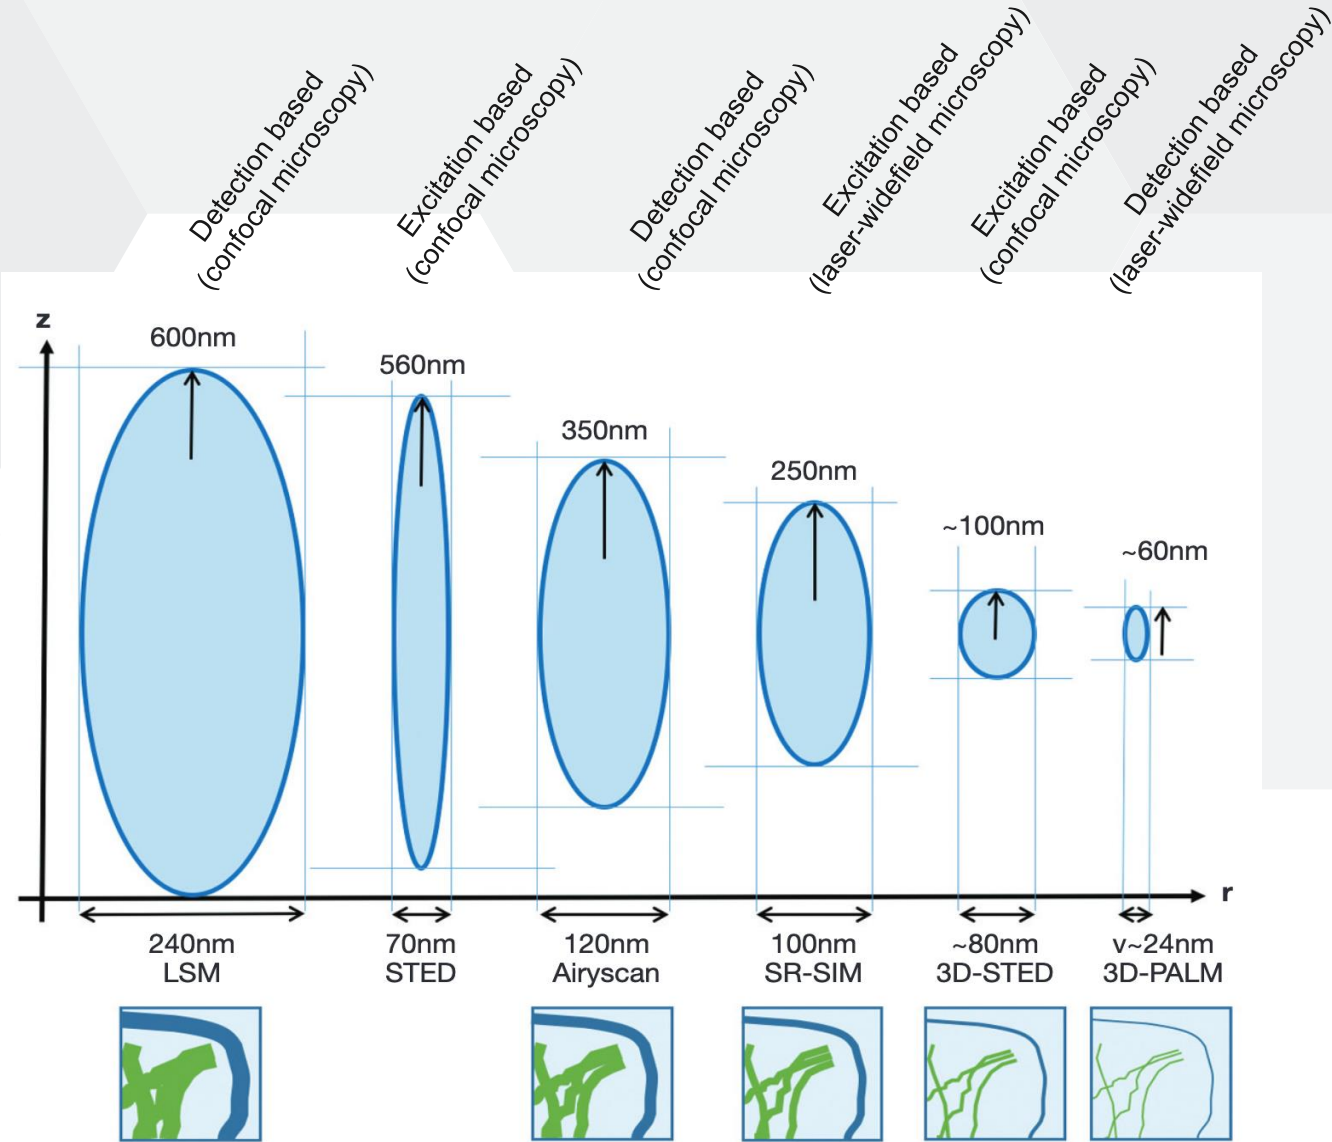 Detection based
(confocal microscopy)
Excitation based
(confocal microscopy)
Detection based
(confocal microscopy)
Excitation based
(laser-widefield microscopy)
Excitation based
(confocal microscopy)
Detection based
(laser-widefield microscopy)
z
600nm
560nm
350nm
250nm
~100nm
~60nm
r
240nm
LSM
70nm
STED
120nm
Airyscan
100nm
SR-SIM
~80nm
3D-STED
v~24nm
3D-PALM